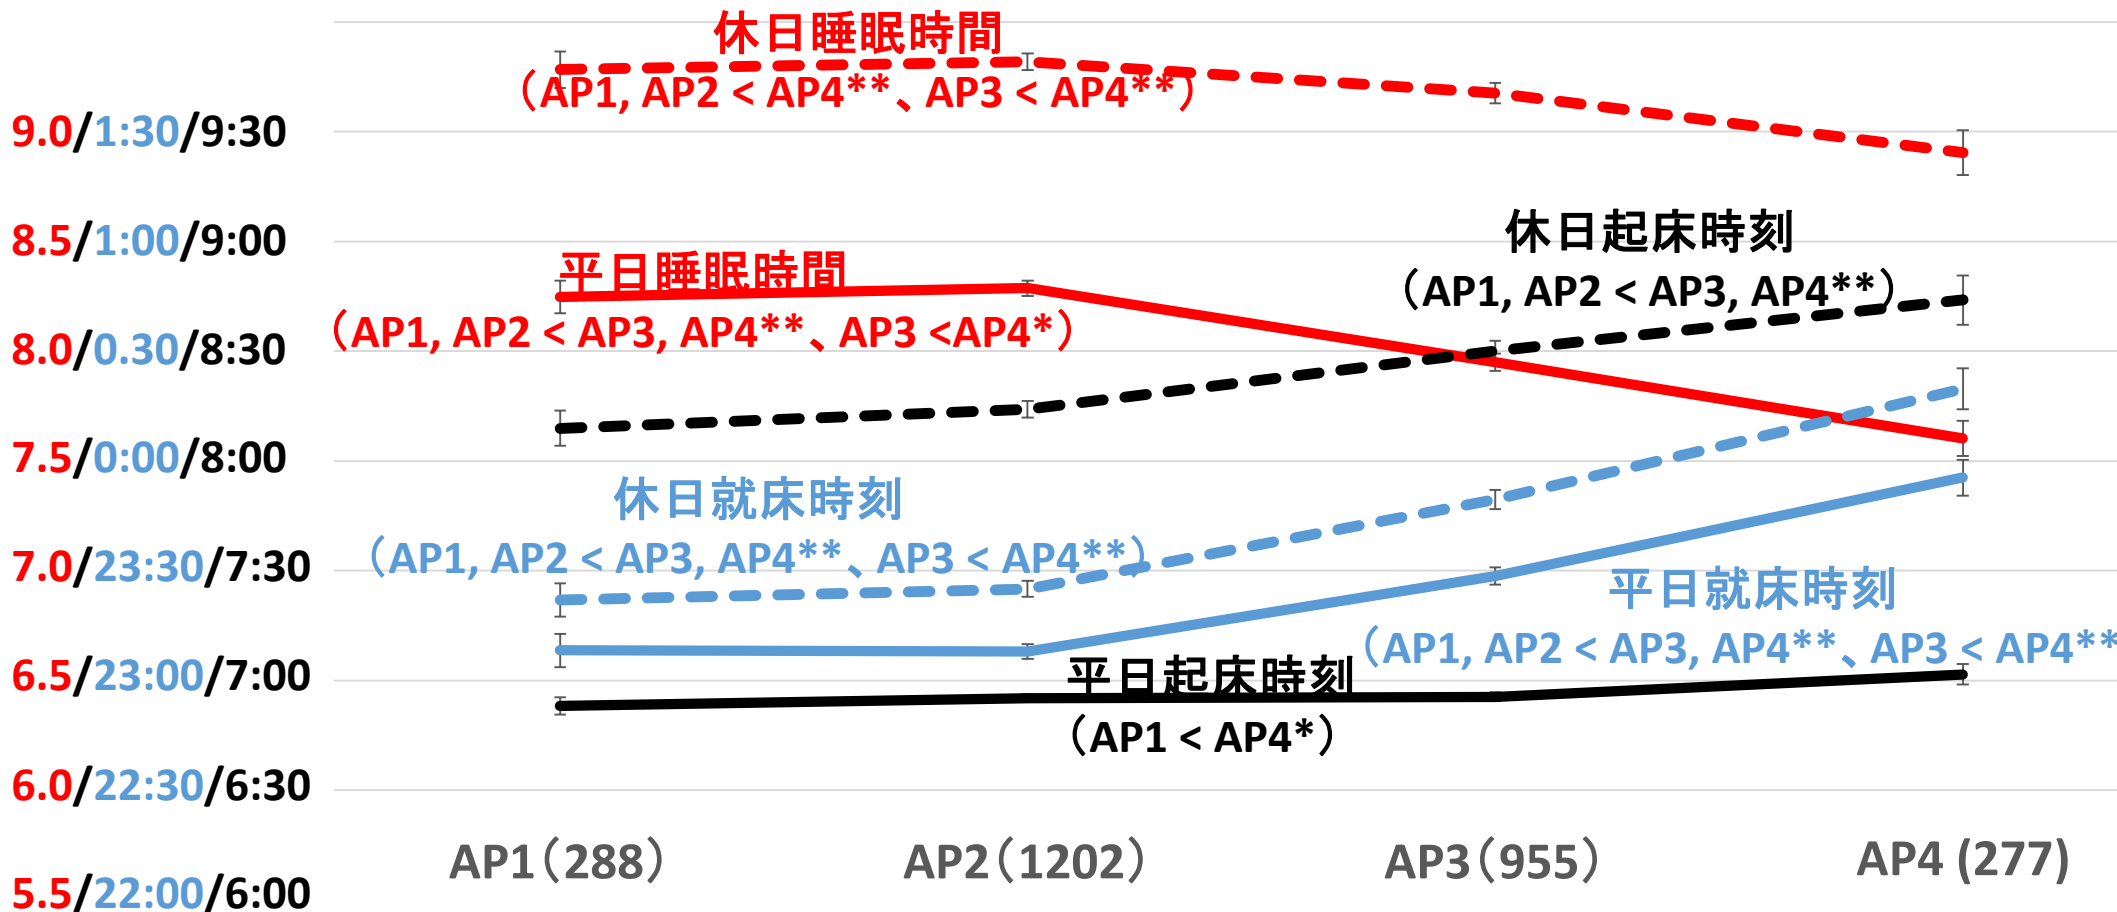 休日睡眠時間
（AP1, AP2 < AP4**、AP3 < AP4**）
9.0/1:30/9:30
8.5/1:00/9:00
休日起床時刻
（AP1, AP2 < AP3, AP4**）
平日睡眠時間
（AP1, AP2 < AP3, AP4**、AP3 <AP4*）
8.0/0.30/8:30
7.5/0:00/8:00
休日就床時刻
（AP1, AP2 < AP3, AP4**、AP3 < AP4**）
7.0/23:30/7:30
平日就床時刻
（AP1, AP2 < AP3, AP4**、AP3 < AP4**
6.5/23:00/7:00
平日起床時刻
（AP1 < AP4*）
6.0/22:30/6:30
AP1（288）
AP2（1202）
AP3（955）
AP4 (277)
5.5/22:00/6:00